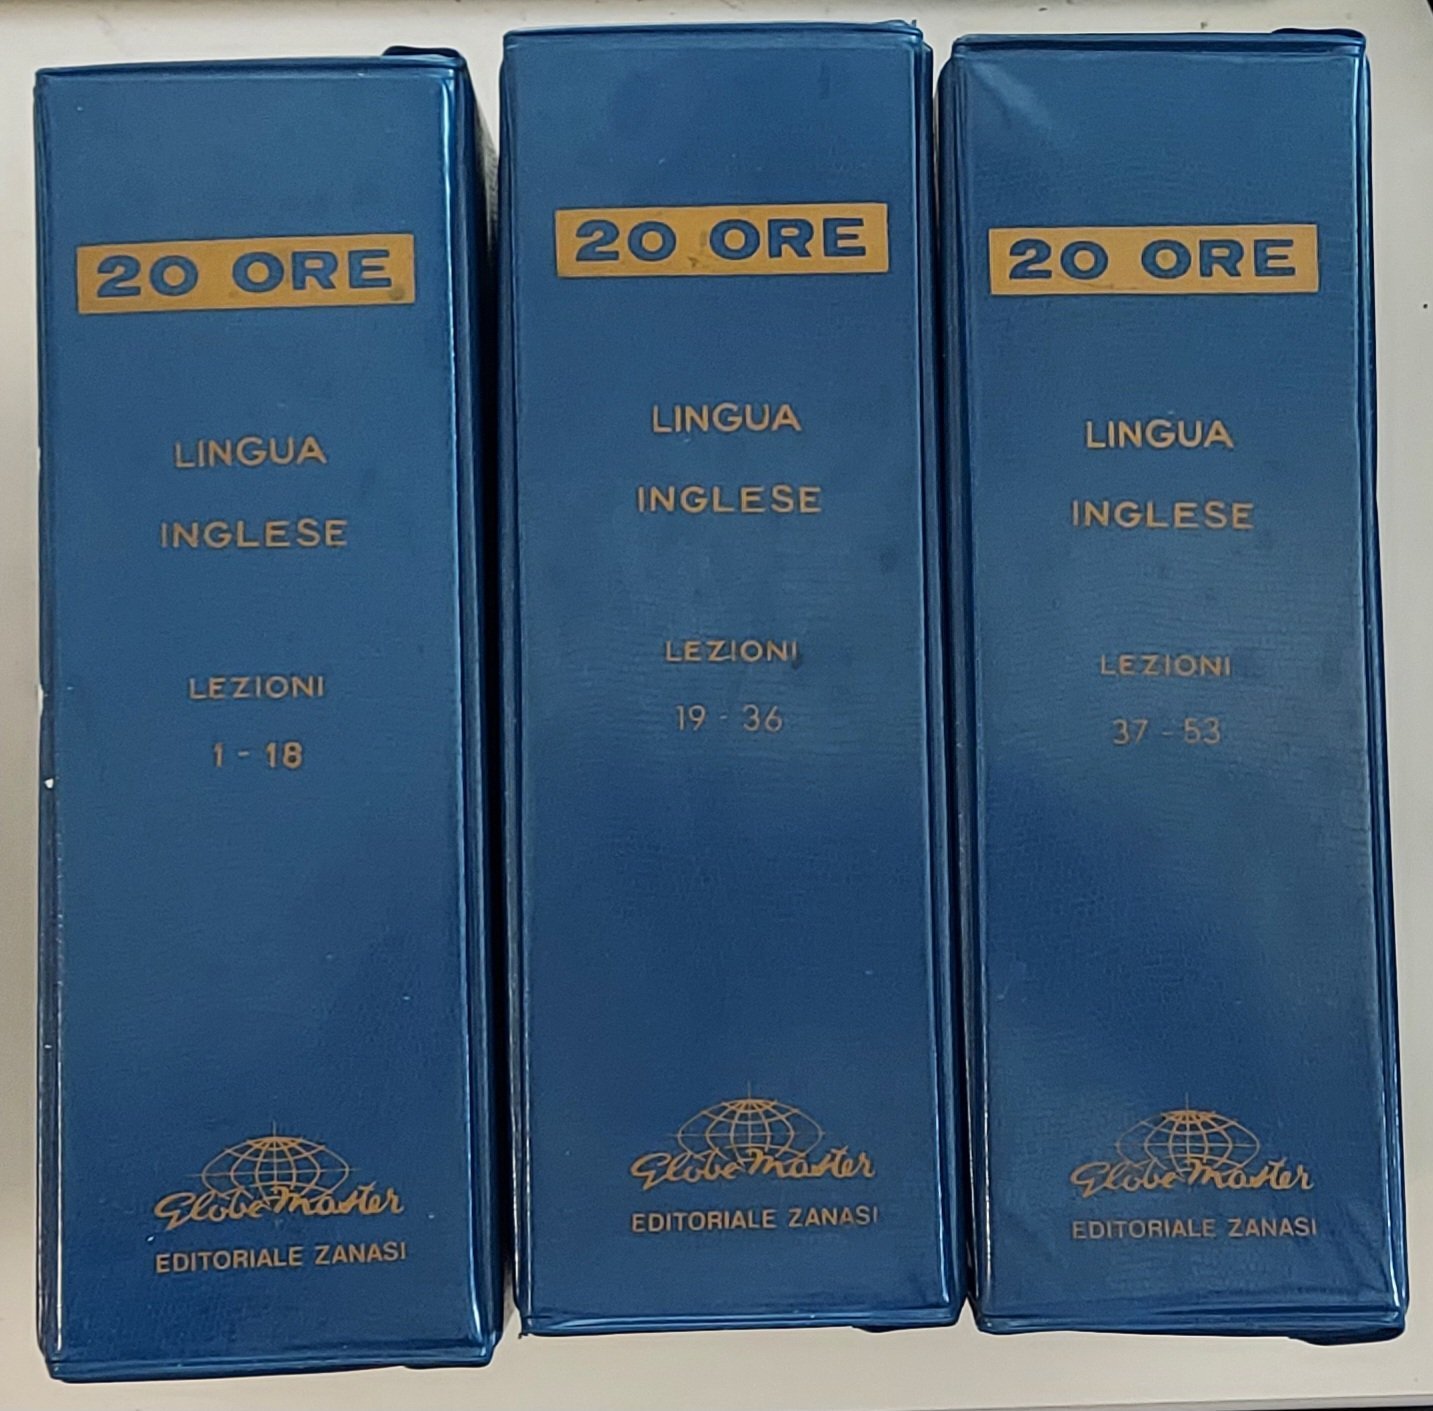 20 ORE
LINGUA
INGLESE
LEZIONI
1 - 18
Globe Master
EDITORIALE ZANASI
20 ORE
LINGUA
INGLESE
LEZIONI
19 - 36
Globe Master
EDITORIALE ZANASI
20 ORE
LINGUA
INGLESE
LEZIONI
37 - 53
Globe Master
EDITORIALE ZANASI